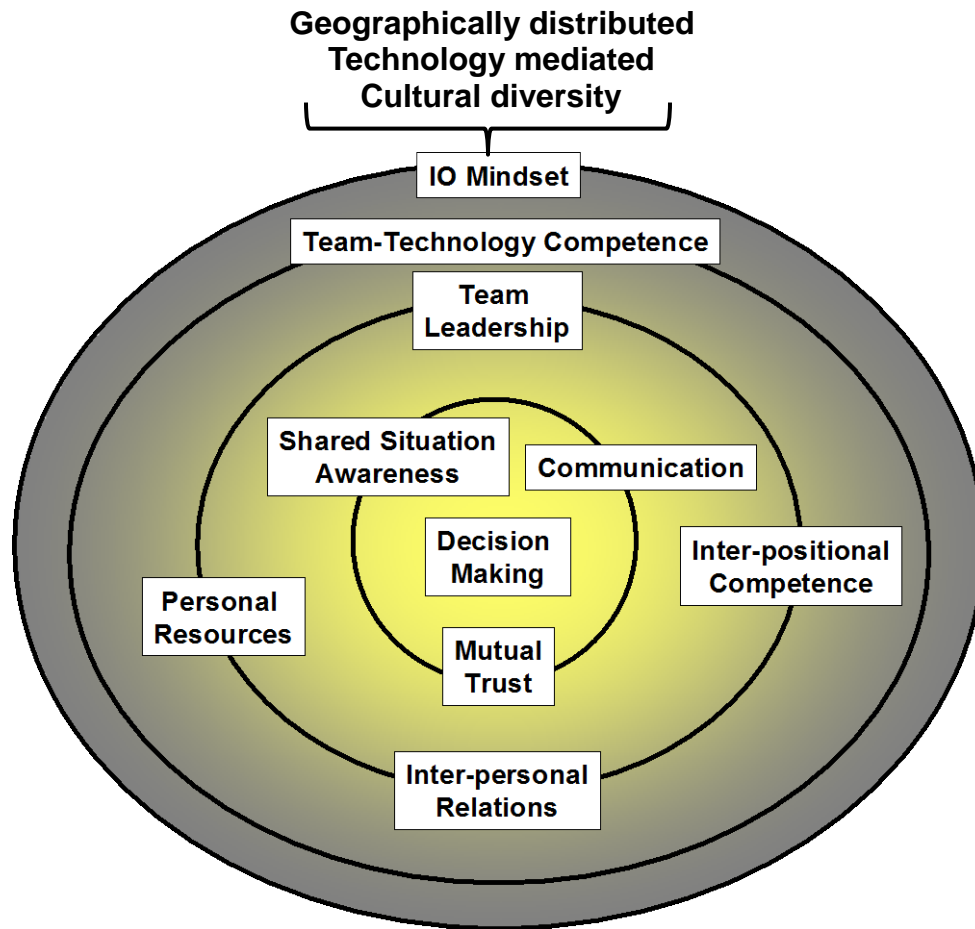 Geographically distributed
Technology mediated
Cultural diversity
IO Mindset
Team-Technology Competence
Team
Leadership
Shared Situation
Awareness
Communication
Decision
Making
Inter-positional
Competence
Personal
Resources
Mutual
Trust
Inter-personal
Relations